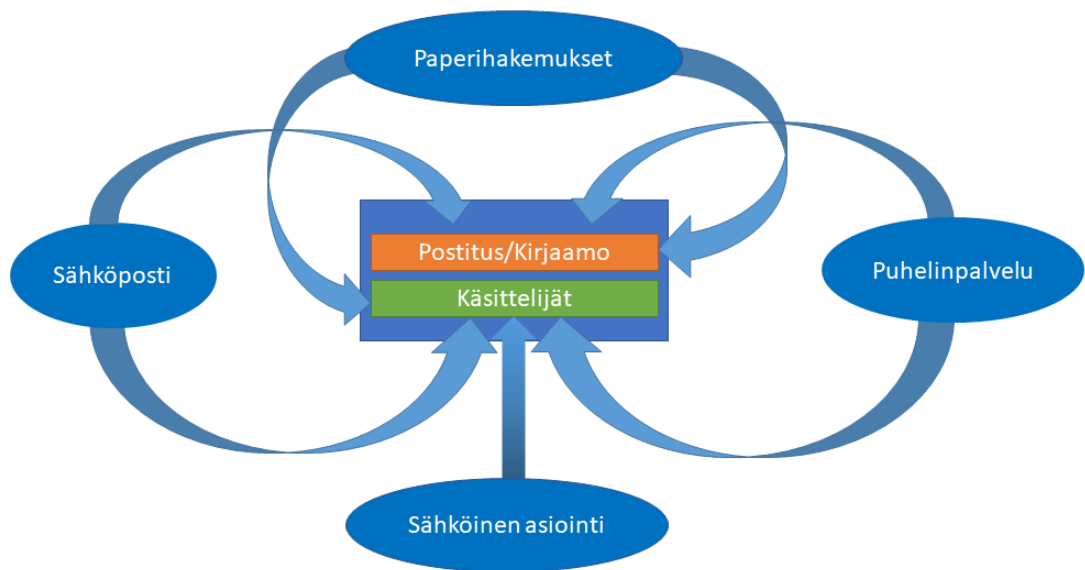 Paperihakemukset
Postitus/Kirjaamo
Sähköposti
Puhelinpalvelu
Käsittelijät
Sähköinen asiointi